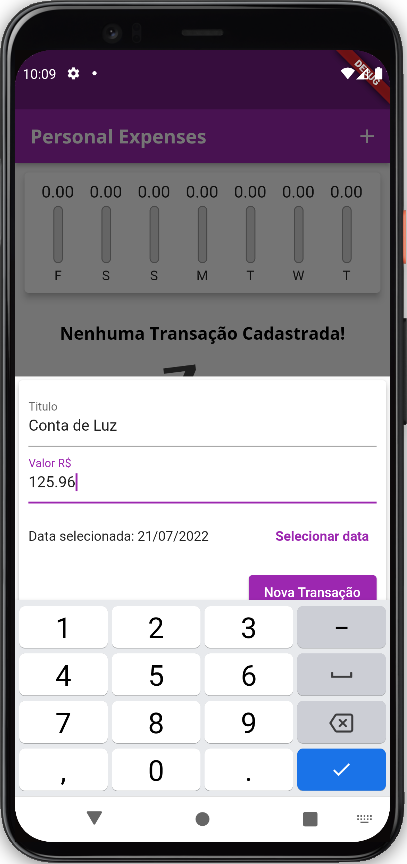 10:09
DEBUG
Personal Expenses
0.00 0.00 0.00 0.00 0.00 0.00 0.00
F S S M T W T
Nenhuma Transação Cadastrada!
Titulo
Conta de Luz
Valor R$
125.96
Data selecionada: 21/07/2022 Selecionar data
Nova Transação
1 2 3 –
4 5 6
7 8 9
, 0 .